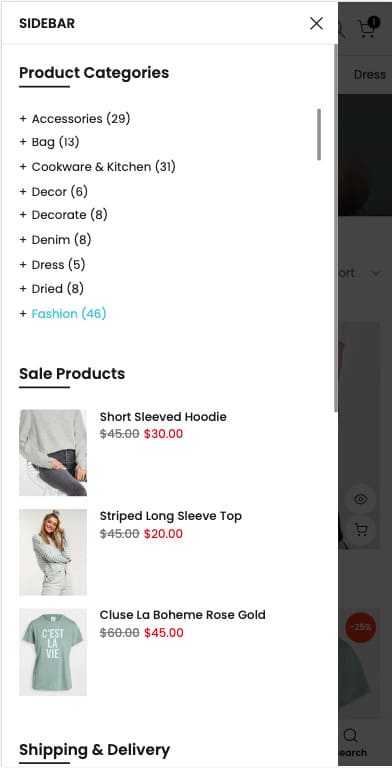 SIDEBAR
1
Dress
Product Categories
+ Accessories (29)
+ Bag (13)
+ Cookware & Kitchen (31)
+ Decor (6)
+ Decorate (8)
+ Denim (8)
+ Dress (5)
+ Dried (8)
+ Fashion (46)
Sale Products
Short Sleeved Hoodie
$45.00 $30.00
Striped Long Sleeve Top
$45.00 $20.00
Cluse La Boheme Rose Gold
$60.00 $45.00
C'EST
LA
VIE
-25%
Shipping & Delivery